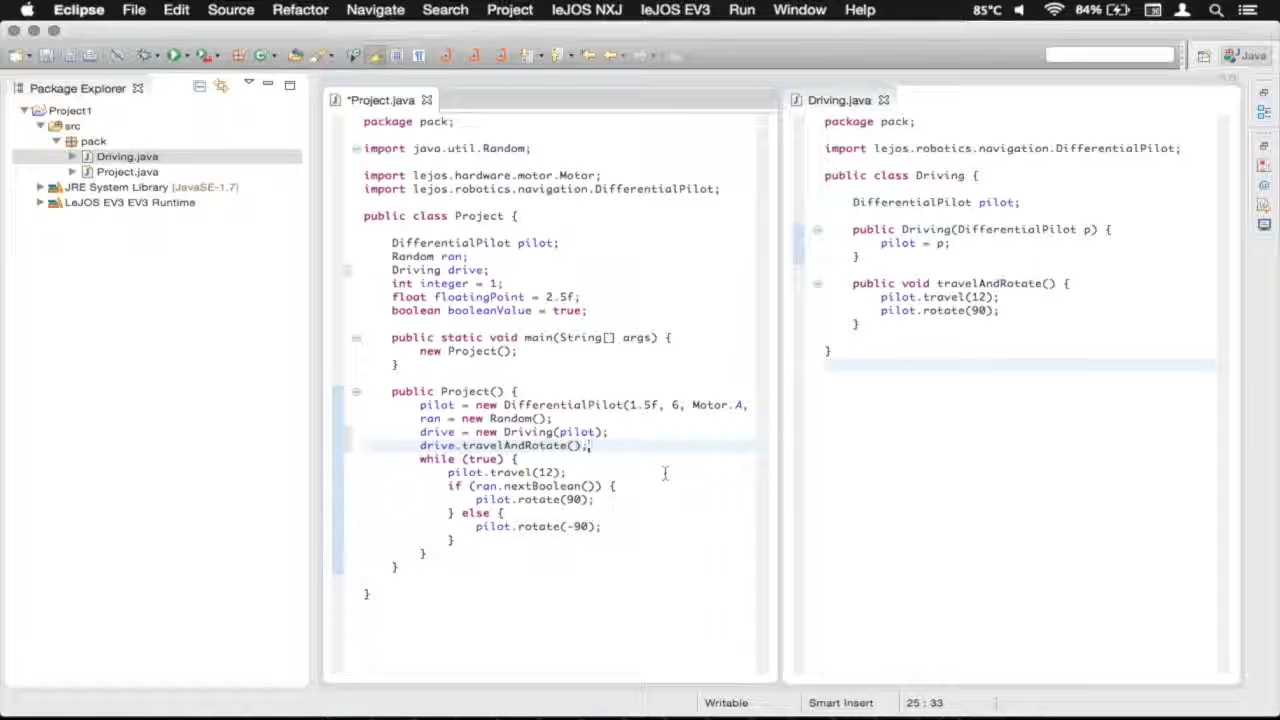 Eclipse File Edit Source Refactor Navigate Search Project leJOS NXJ leJOS EV3 Run Window Help 85°C 84%
Java
Package Explorer
Project1
src
pack
Driving.java
Project.java
JRE System Library [JavaSE-1.7]
LeJOS EV3 EV3 Runtime
*Project.java
package pack;
import java.util.Random;
import lejos.hardware.motor.Motor;
import lejos.robotics.navigation.DifferentialPilot;
public class Project {
DifferentialPilot pilot;
Random ran;
Driving drive;
int integer = 1;
float floatingPoint = 2.5f;
boolean booleanValue = true;
public static void main(String[] args) {
new Project();
}
public Project() {
pilot = new DifferentialPilot(1.5f, 6, Motor.A,
ran = new Random();
drive = new Driving(pilot);
drive.travelAndRotate();
while (true) {
pilot.travel(12);
if (ran.nextBoolean()) {
pilot.rotate(90);
} else {
pilot.rotate(-90);
}
}
}
}
Driving.java
package pack;
import lejos.robotics.navigation.DifferentialPilot;
public class Driving {
DifferentialPilot pilot;
public Driving(DifferentialPilot p) {
pilot = p;
}
public void travelAndRotate() {
pilot.travel(12);
pilot.rotate(90);
}
}
Writable Smart Insert 25 : 33